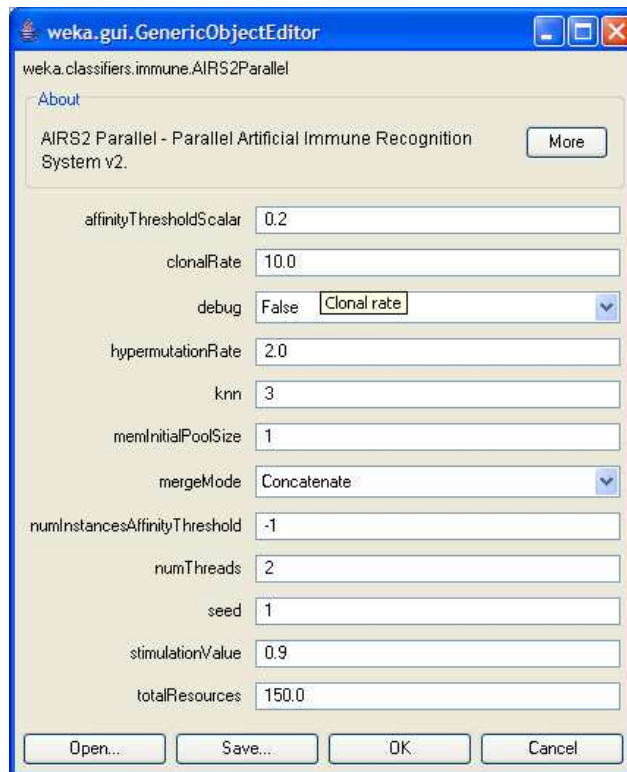 weka.gui.GenericObjectEditor
weka.classifiers.immune.AIRS2Parallel
About
AIRS2 Parallel - Parallel Artificial Immune Recognition
System v2.
More
affinityThresholdScalar 0.2
clonalRate 10.0
debug False Clonal rate
hypermutationRate 2.0
knn 3
memInitialPoolSize 1
mergeMode Concatenate
numInstancesAffinityThreshold -1
numThreads 2
seed 1
stimulationValue 0.9
totalResources 150.0
Open... Save... OK Cancel